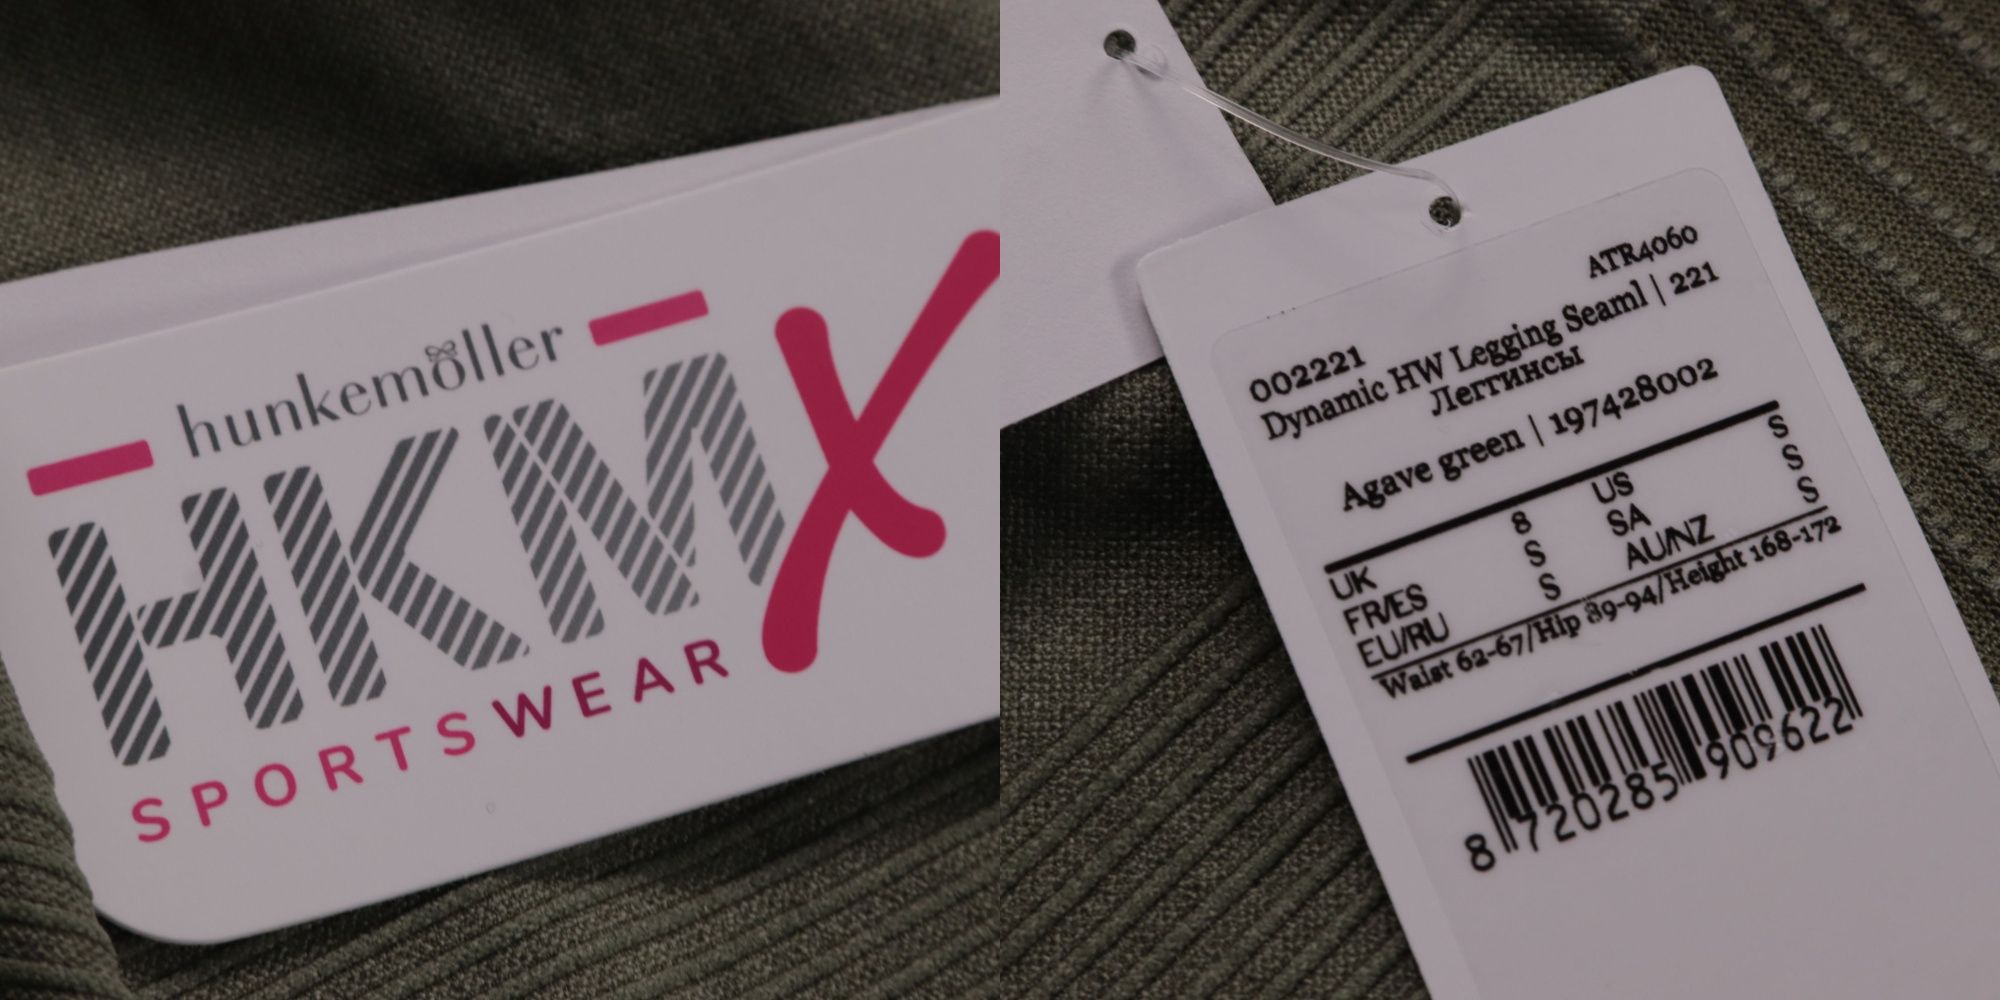 hunkemöller
HKMX
SPORTSWEAR
ATR4060
002221
Dynamic HW Legging Seaml | 221
Леггинсы
Agave green | 197428002
UK 8 US S
FR/ES S SA S
EU/RU S AU/NZ S
Waist 62-67/Hip 89-94/Height 168-172
8 720285 909622